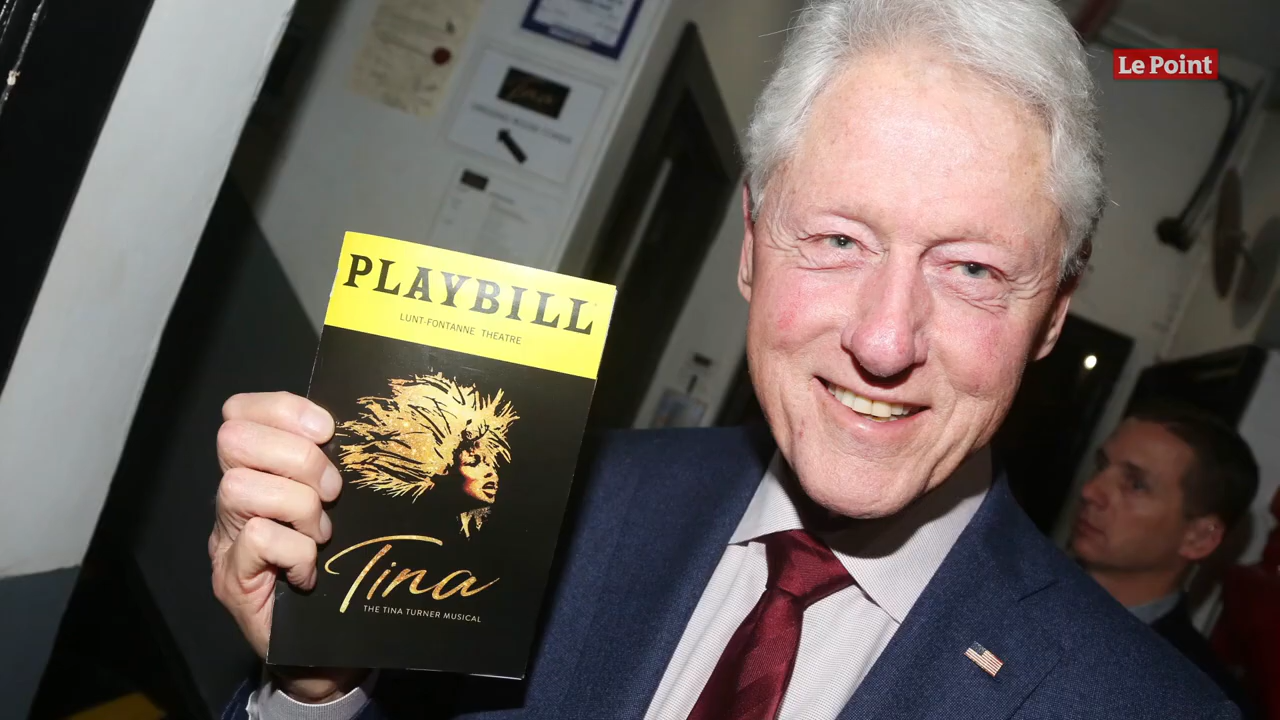 Le Point
PLAYBILL
LUNT-FONTANNE THEATRE
Tina
THE TINA TURNER MUSICAL